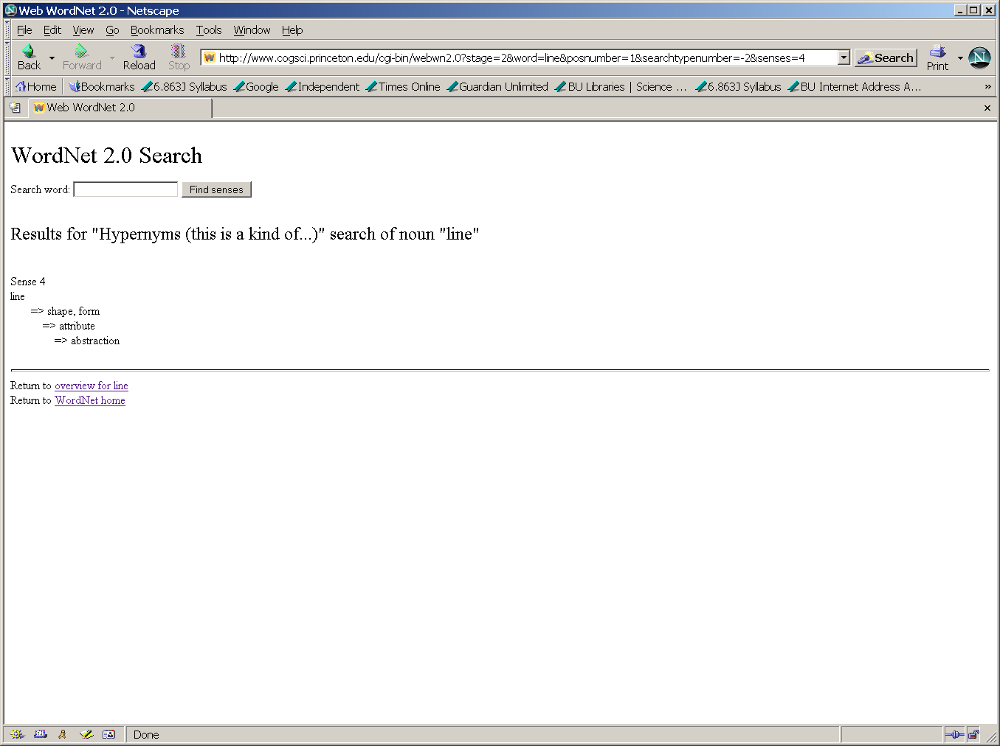 Web WordNet 2.0 - Netscape
File Edit View Go Bookmarks Tools Window Help
Back Forward Reload Stop http://www.cogsci.princeton.edu/cgi-bin/webwn2.0?stage=2&word=line&posnumber=1&searchtypenumber=-2&senses=4 Search Print
Home Bookmarks 6.863J Syllabus Google Independent Times Online Guardian Unlimited BU Libraries | Science ... 6.863J Syllabus BU Internet Address A... »
Web WordNet 2.0
WordNet 2.0 Search
Search word: Find senses
Results for "Hypernyms (this is a kind of...)" search of noun "line"
Sense 4
line
=> shape, form
=> attribute
=> abstraction
Return to overview for line
Return to WordNet home
Done